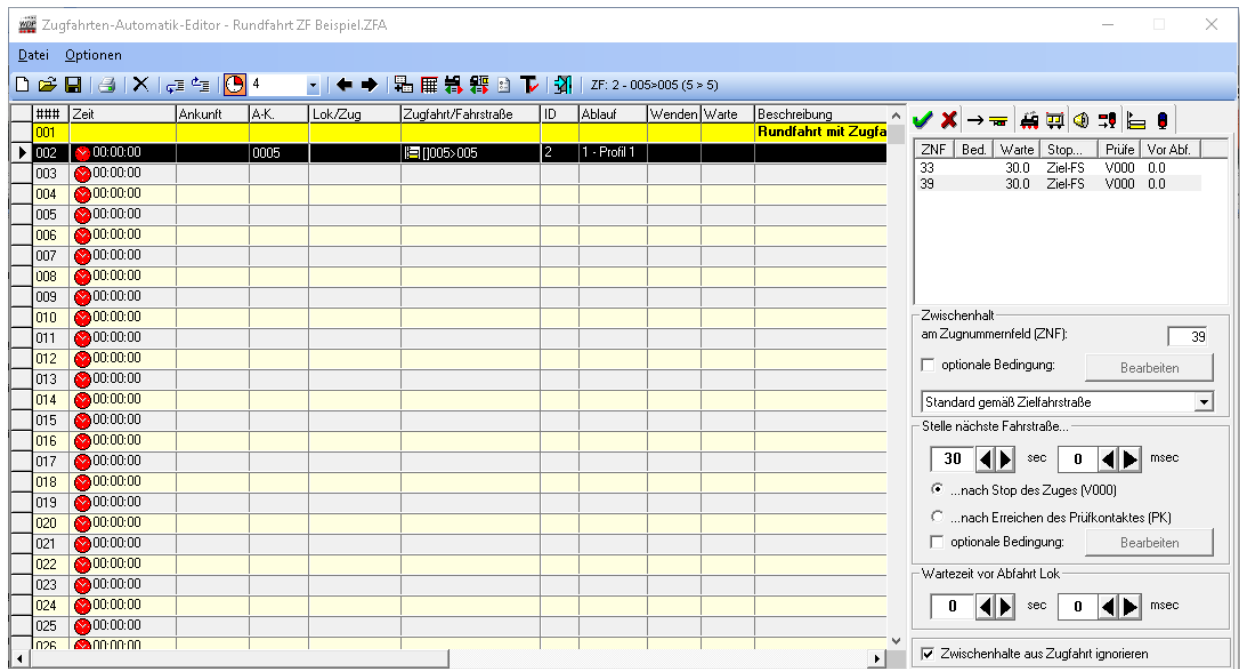 WDP Zugfahrten-Automatik-Editor - Rundfahrt ZF Beispiel.ZFA
Datei Optionen
4 ZF: 2 - 005>005 (5 > 5)
### Zeit Ankunft A-K. Lok/Zug Zugfahrt/Fahrstraße ID Ablauf Wenden Warte Beschreibung
001 Rundfahrt mit Zugfa
002 00:00:00 0005 []005>005 2 1 - Profil 1
003 00:00:00
004 00:00:00
005 00:00:00
006 00:00:00
007 00:00:00
008 00:00:00
009 00:00:00
010 00:00:00
011 00:00:00
012 00:00:00
013 00:00:00
014 00:00:00
015 00:00:00
016 00:00:00
017 00:00:00
018 00:00:00
019 00:00:00
020 00:00:00
021 00:00:00
022 00:00:00
023 00:00:00
024 00:00:00
025 00:00:00
026 00:00:00
ZNF Bed. Warte Stop... Prüfe Vor Abf.
33 30.0 Ziel-FS V000 0.0
39 30.0 Ziel-FS V000 0.0
Zwischenhalt
am Zugnummernfeld (ZNF): 39
optionale Bedingung: Bearbeiten
Standard gemäß Zielfahrstraße
Stelle nächste Fahrstraße...
30 sec 0 msec
...nach Stop des Zuges (V000)
...nach Erreichen des Prüfkontaktes (PK)
optionale Bedingung: Bearbeiten
Wartezeit vor Abfahrt Lok
0 sec 0 msec
Zwischenhalte aus Zugfahrt ignorieren